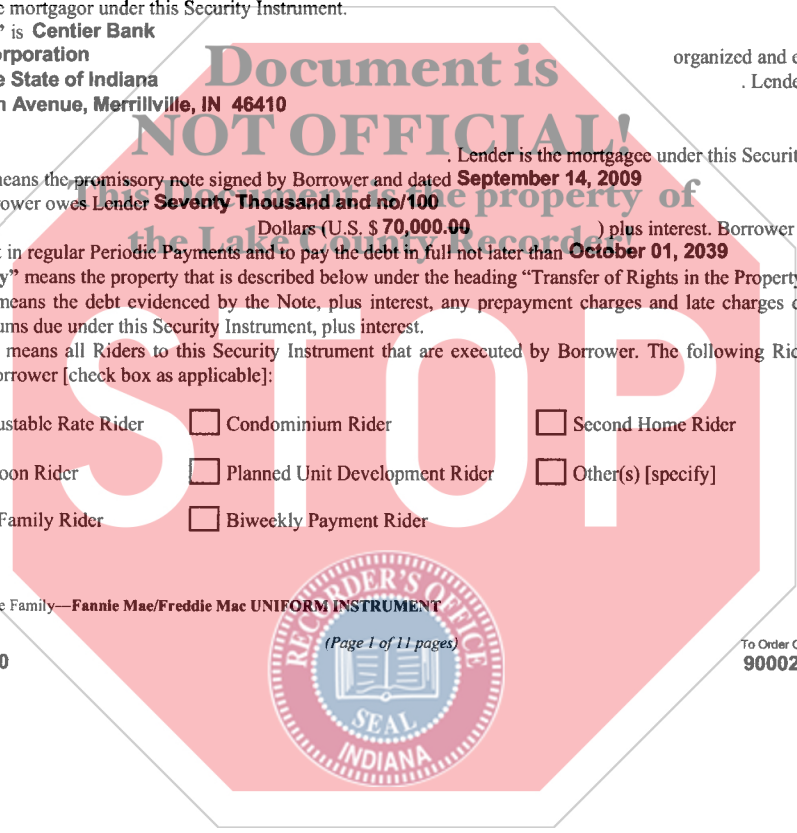 e mortgagor under this Security Instrument.
” is Centier Bank
rporation
organized and e
e State of Indiana
. Lende
n Avenue, Merrillville, IN 46410
Document is
NOT OFFICIAL!
This Document is the property of
the Lake County Recorder!
. Lender is the mortgagee under this Securit
neans the promissory note signed by Borrower and dated September 14, 2009
rower owes Lender Seventy Thousand and no/100
Dollars (U.S. $ 70,000.00 ) plus interest. Borrower
t in regular Periodic Payments and to pay the debt in full not later than October 01, 2039
y” means the property that is described below under the heading “Transfer of Rights in the Property
means the debt evidenced by the Note, plus interest, any prepayment charges and late charges d
ums due under this Security Instrument, plus interest.
means all Riders to this Security Instrument that are executed by Borrower. The following Rid
orrower [check box as applicable]:
ustable Rate Rider Condominium Rider Second Home Rider
oon Rider Planned Unit Development Rider Other(s) [specify]
Family Rider Biweekly Payment Rider
STOP
e Family—Fannie Mae/Freddie Mac UNIFORM INSTRUMENT
(Page 1 of 11 pages)
0
To Order C
90002
RECORDER'S OFFICE
SEAL
INDIANA